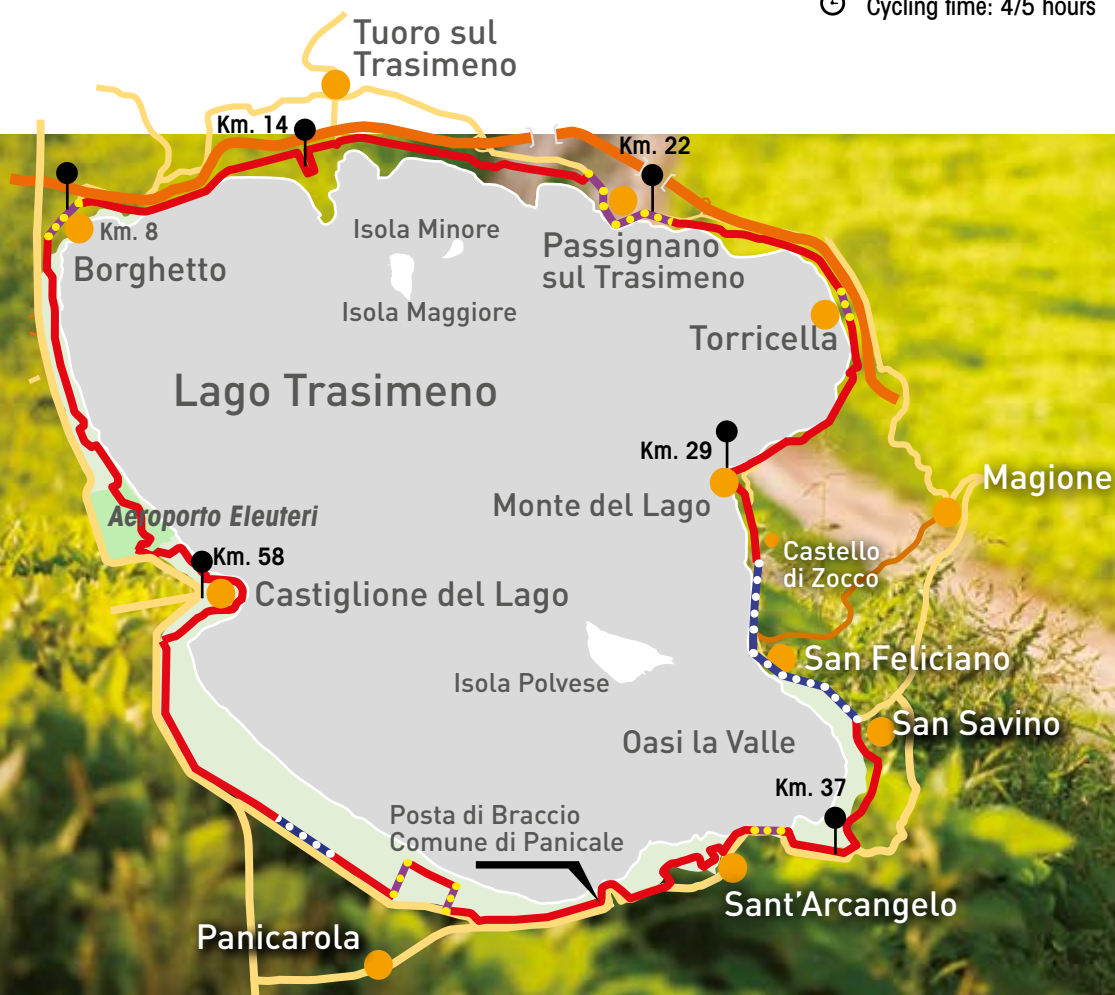 Cycling time: 4/5 hours
Tuoro sul
Trasimeno
Km. 14
Km. 22
Km. 8
Borghetto
Isola Minore
Passignano
sul Trasimeno
Isola Maggiore
Torricella
Lago Trasimeno
Km. 29
Magione
Monte del Lago
Aeroporto Eleuteri
Castello
di Zocco
Km. 58
Castiglione del Lago
San Feliciano
Isola Polvese
San Savino
Oasi la Valle
Km. 37
Posta di Braccio
Comune di Panicale
Sant'Arcangelo
Panicarola